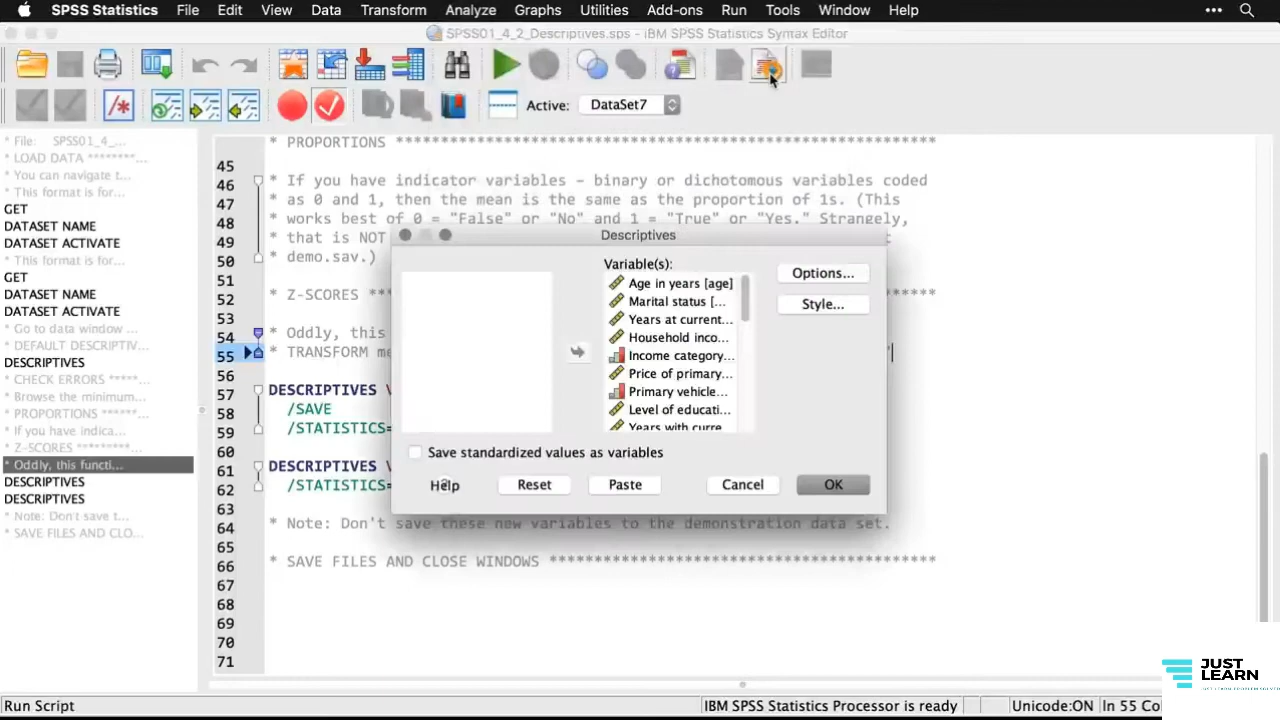 SPSS Statistics File Edit View Data Transform Analyze Graphs Utilities Add-ons Run Tools Window Help
SPSS01_4_2_Descriptives.sps - IBM SPSS Statistics Syntax Editor
Active: DataSet7
* File: SPSS01_4_...
* LOAD DATA ********...
* You can navigate t...
* This format is for...
GET
DATASET NAME
DATASET ACTIVATE
* This format is for...
GET
DATASET NAME
DATASET ACTIVATE
* Go to data window ...
* DEFAULT DESCRIPTIV...
DESCRIPTIVES
* CHECK ERRORS *****...
* Browse the minimum...
* PROPORTIONS ******...
* If you have indica...
* Z-SCORES *********...
* Oddly, this functi...
DESCRIPTIVES
DESCRIPTIVES
* Note: Don't save t...
* SAVE FILES AND CLO...
* PROPORTIONS ************************************************************
45
46 * If you have indicator variables – binary or dichotomous variables coded
47 * as 0 and 1, then the mean is the same as the proportion of 1s. (This
48 * works best of 0 = "False" or "No" and 1 = "True" or "Yes." Strangely,
49 * that is NOT
50 * demo.sav.)
51
52 * Z-SCORES **
53
54 * Oddly, this
55 * TRANSFORM me
56
57 DESCRIPTIVES
58 /SAVE
59 /STATISTICS=
60
61 DESCRIPTIVES
62 /STATISTICS=
63
64 * Note: Don't save these new variables to the demonstration data set.
65
66 * SAVE FILES AND CLOSE WINDOWS *******************************************
67
68
69
70
71
Descriptives
Variable(s):
Age in years [age]
Marital status [...
Years at current...
Household inco...
Income category...
Price of primary...
Primary vehicle...
Level of educati...
Years with curre
Options...
Style...
Save standardized values as variables
Help
Reset
Paste
Cancel
OK
Run Script
IBM SPSS Statistics Processor is ready
Unicode:ON
In 55 Co
JUST
LEARN